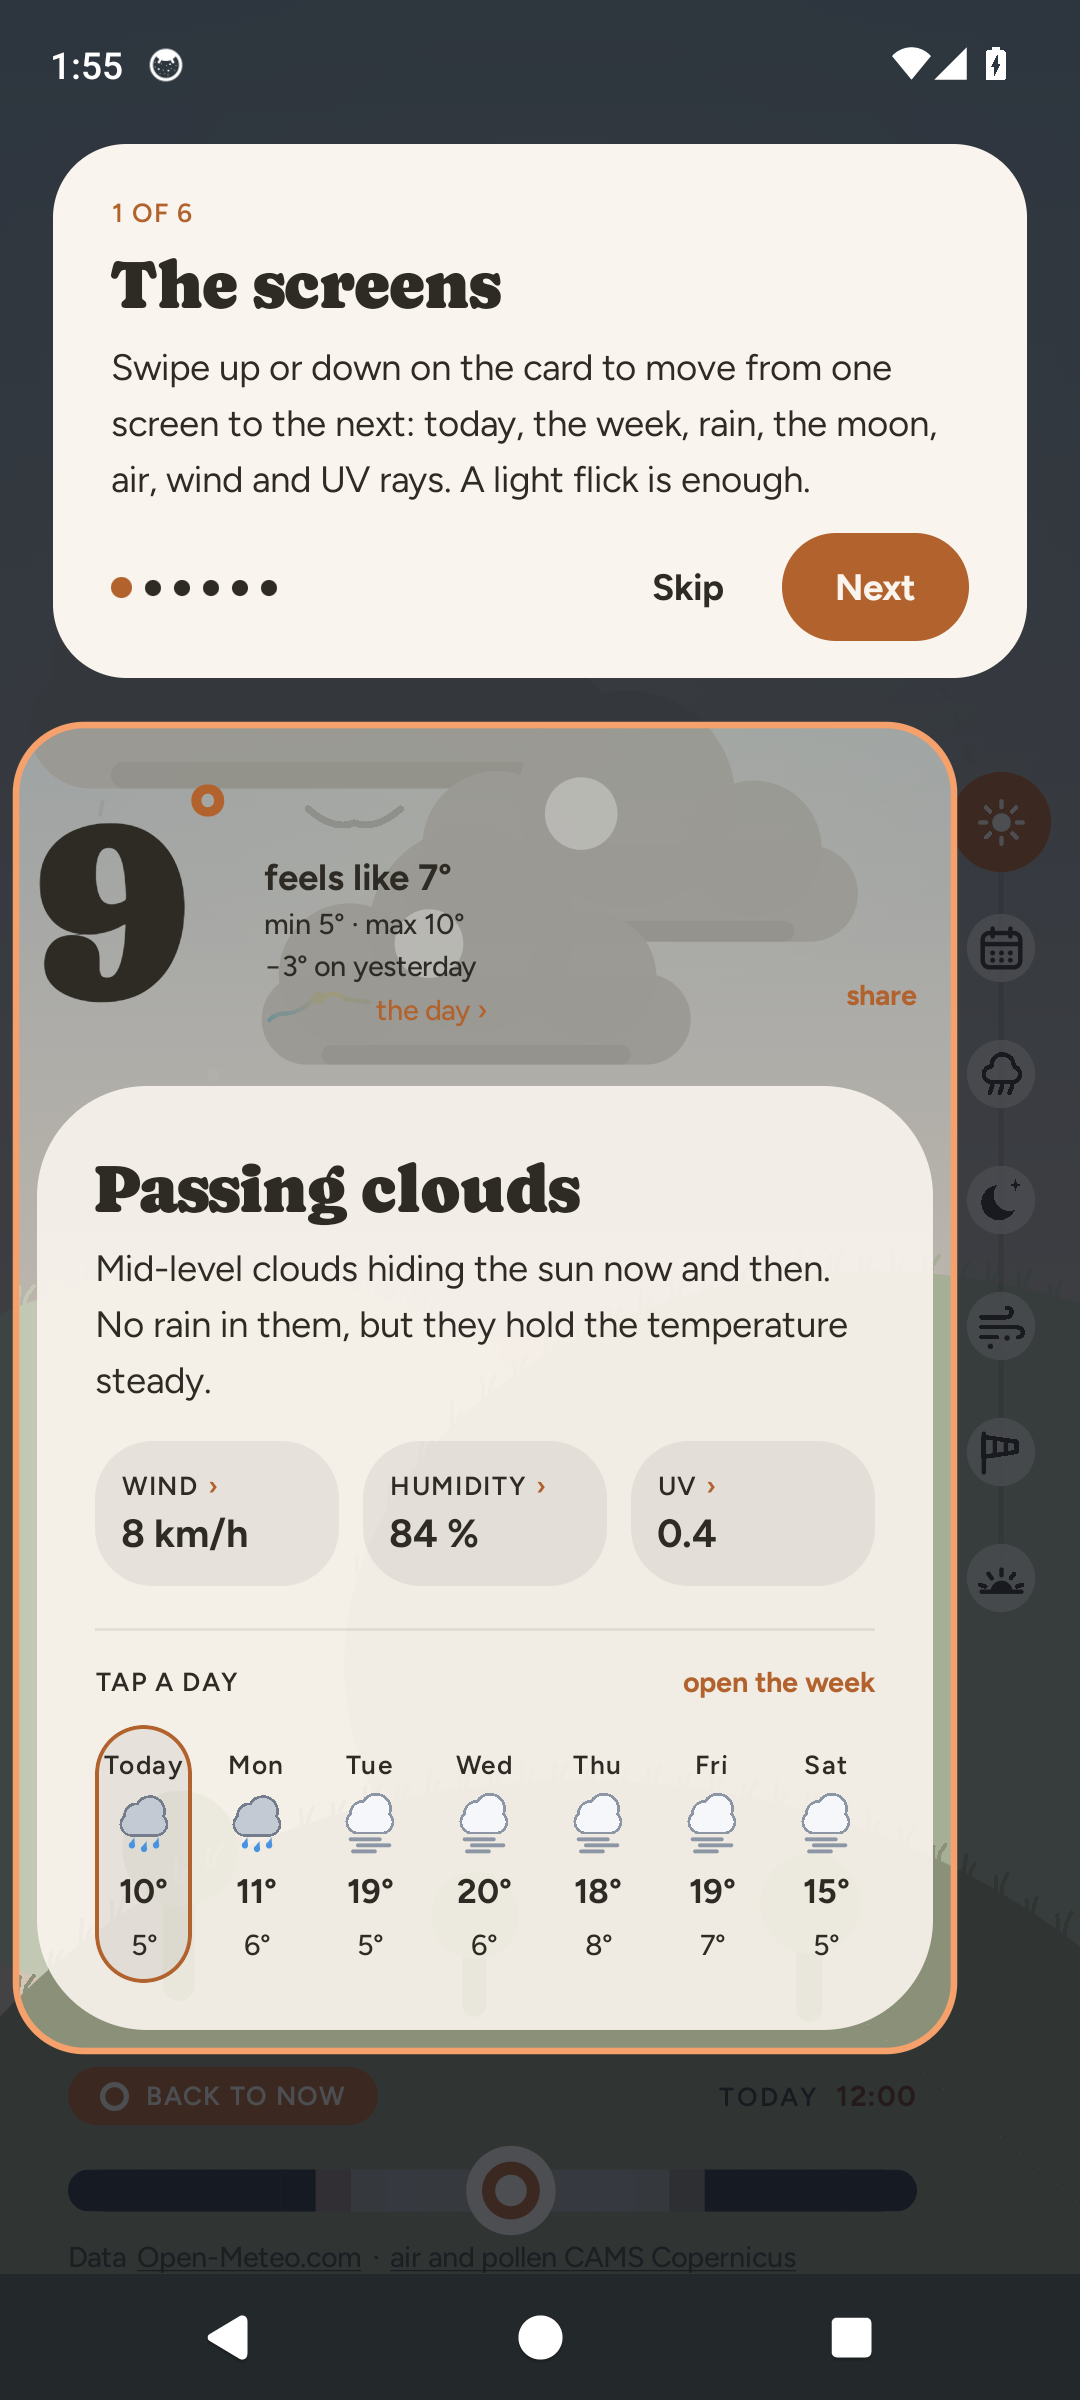 1:55
1 OF 6
The screens
Swipe up or down on the card to move from one
screen to the next: today, the week, rain, the moon,
air, wind and UV rays. A light flick is enough.
Skip
Next
9
feels like 7°
min 5° · max 10°
−3° on yesterday
the day ›
share
Passing clouds
Mid-level clouds hiding the sun now and then.
No rain in them, but they hold the temperature
steady.
WIND ›
8 km/h
HUMIDITY ›
84 %
UV ›
0.4
TAP A DAY
open the week
Today Mon Tue Wed Thu Fri Sat
10° 11° 19° 20° 18° 19° 15°
5° 6° 5° 6° 8° 7° 5°
BACK TO NOW
TODAY 12:00
Data Open-Meteo.com · air and pollen CAMS Copernicus